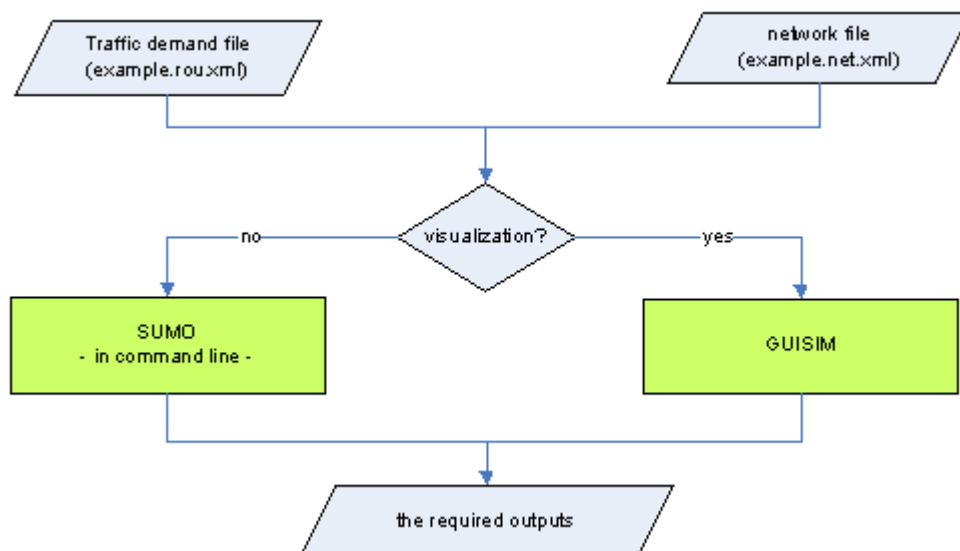 Traffic demand file
(example.rou.xml)
network file
(example.net.xml)
visualization?
no
yes
SUMO
- in command line -
GUISIM
the required outputs